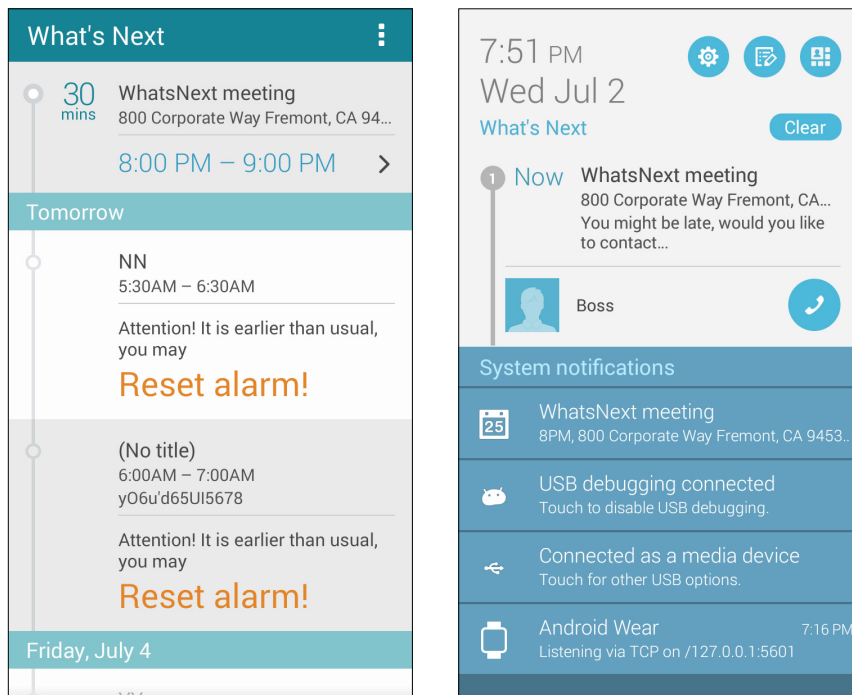 What's Next
30 mins
WhatsNext meeting
800 Corporate Way Fremont, CA 94...
8:00 PM – 9:00 PM
Tomorrow
NN
5:30AM – 6:30AM
Attention! It is earlier than usual,
you may
Reset alarm!
(No title)
6:00AM – 7:00AM
yO6u'd65UI5678
Attention! It is earlier than usual,
you may
Reset alarm!
Friday, July 4
7:51 PM
Wed Jul 2
What's Next
Clear
1 Now WhatsNext meeting
800 Corporate Way Fremont, CA...
You might be late, would you like
to contact...
Boss
System notifications
25
WhatsNext meeting
8PM, 800 Corporate Way Fremont, CA 9453..
USB debugging connected
Touch to disable USB debugging.
Connected as a media device
Touch for other USB options.
Android Wear 7:16 PM
Listening via TCP on /127.0.0.1:5601